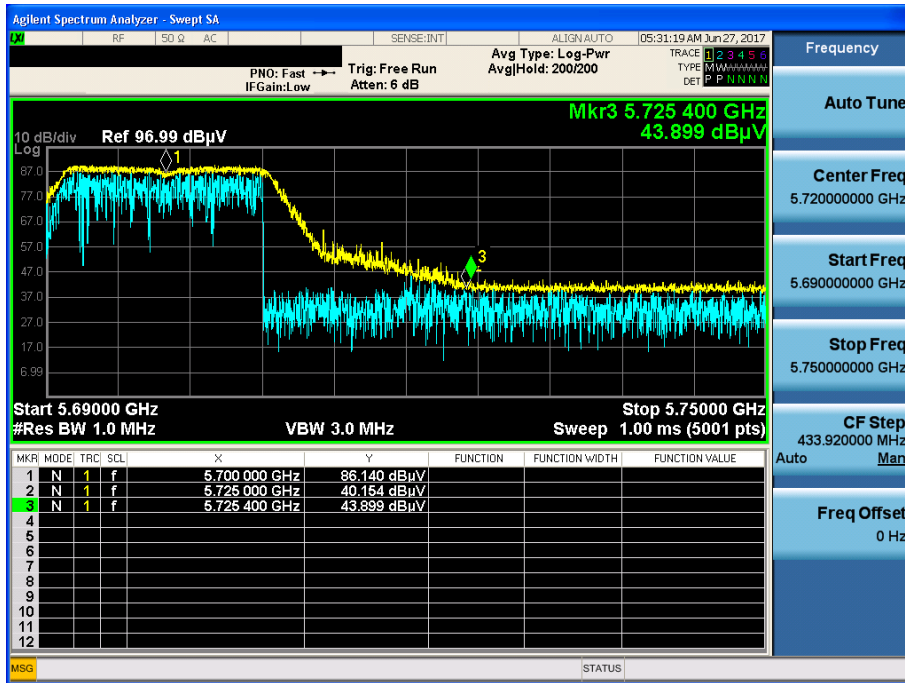 Agilent Spectrum Analyzer - Swept SA
LXI RF 50 Ω AC SENSE:INT ALIGN AUTO 05:31:19 AM Jun 27, 2017
PNO: Fast Trig: Free Run Avg Type: Log-Pwr TRACE 1 2 3 4 5 6
IFGain:Low Atten: 6 dB Avg|Hold: 200/200 TYPE M W W W W W
DET P P N N N N
Mkr3 5.725 400 GHz
43.899 dBµV
10 dB/div Ref 96.99 dBµV
Log
1
87.0
77.0
67.0
57.0
3
47.0
37.0
27.0
17.0
6.99
Start 5.69000 GHz Stop 5.75000 GHz
#Res BW 1.0 MHz VBW 3.0 MHz Sweep 1.00 ms (5001 pts)
MKR MODE TRC SCL X Y FUNCTION FUNCTION WIDTH FUNCTION VALUE
1 N 1 f 5.700 000 GHz 86.140 dBµV
2 N 1 f 5.725 000 GHz 40.154 dBµV
3 N 1 f 5.725 400 GHz 43.899 dBµV
4
5
6
7
8
9
10
11
12
MSG STATUS
Frequency
Auto Tune
Center Freq
5.720000000 GHz
Start Freq
5.690000000 GHz
Stop Freq
5.750000000 GHz
CF Step
433.920000 MHz
Auto Man
Freq Offset
0 Hz